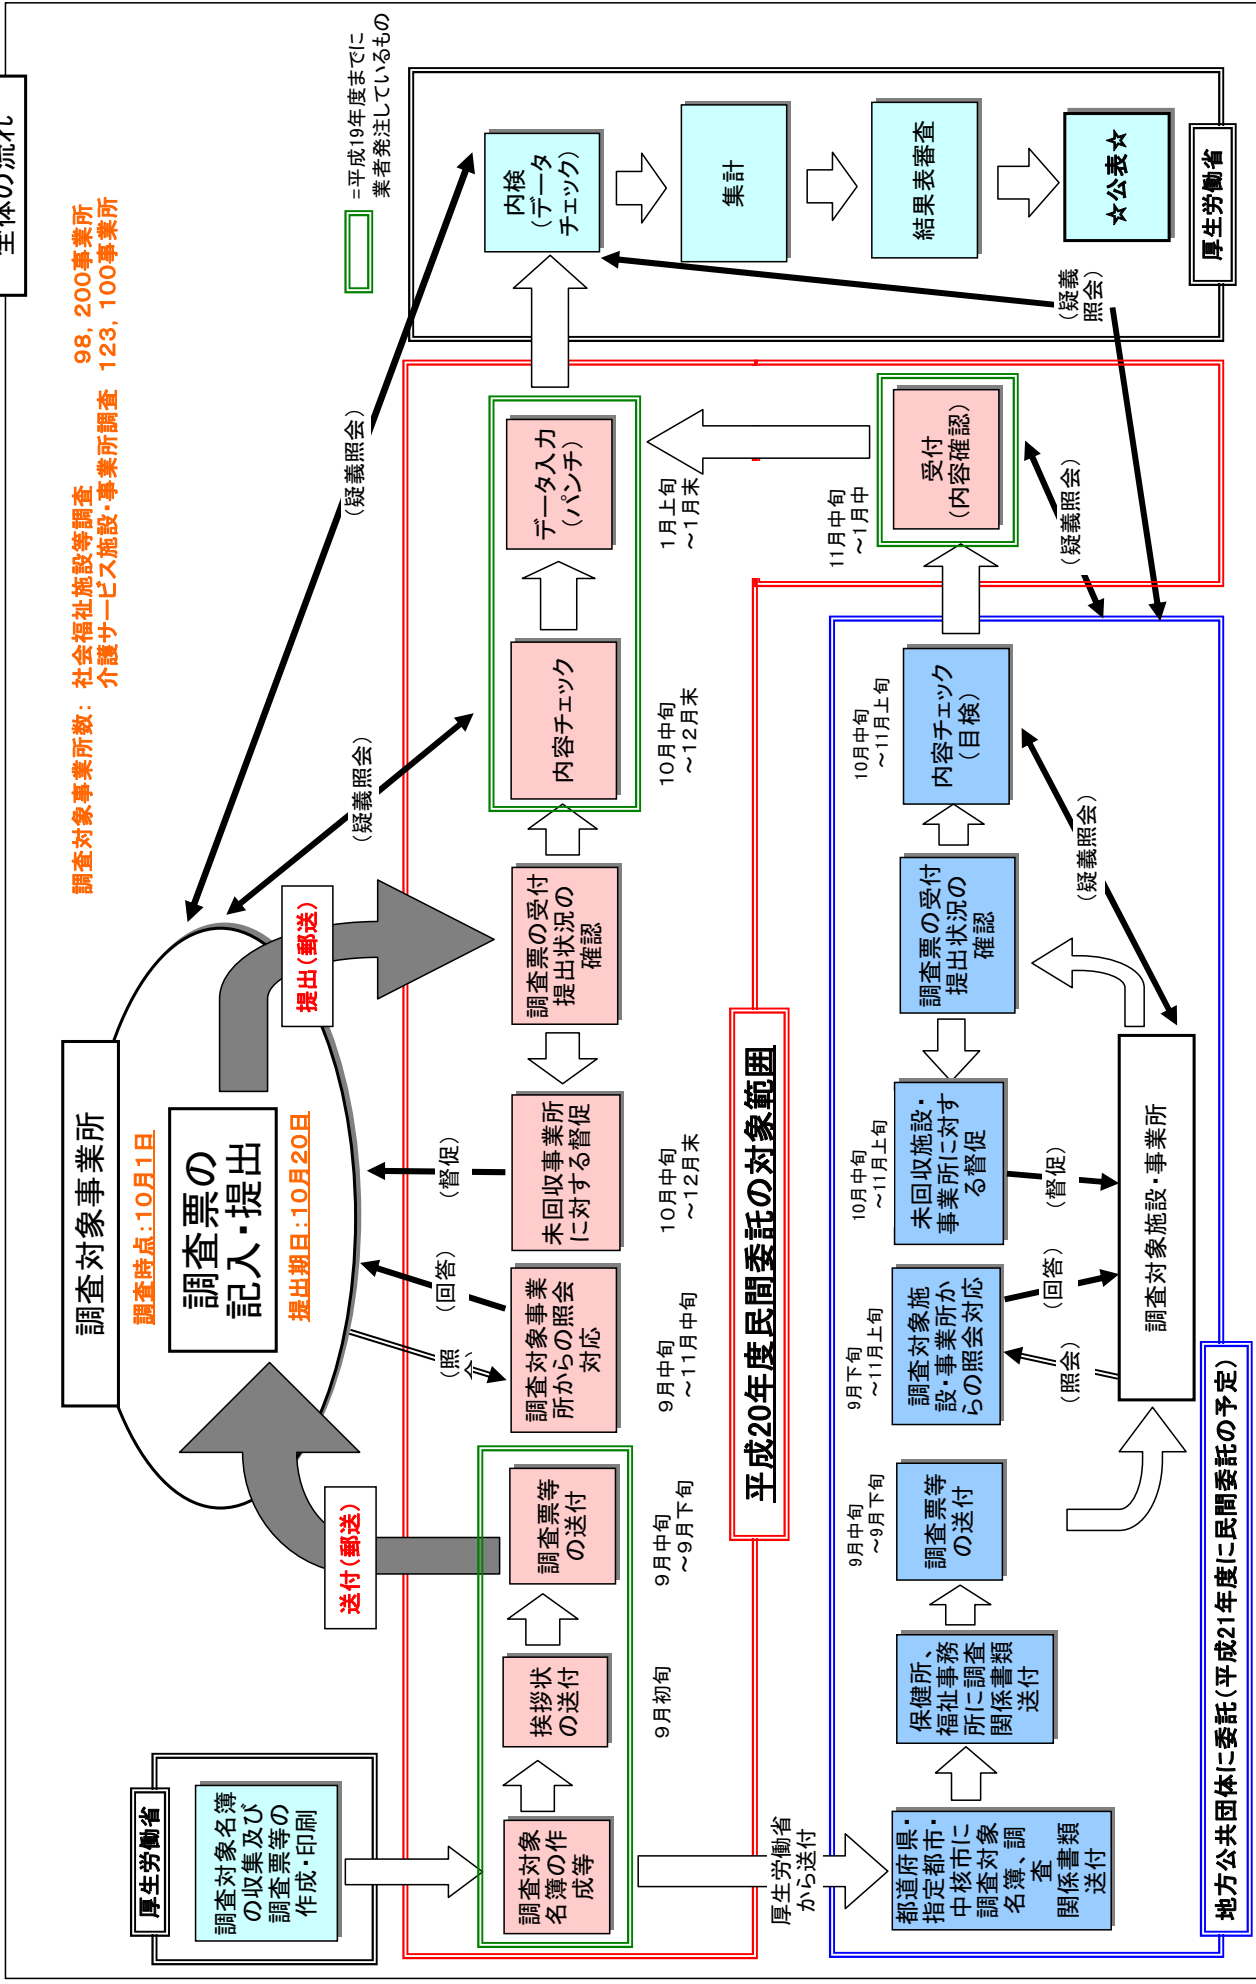 全体の流れ
調査対象事業所数： 社会福祉施設等調査 98，200事業所
介護サービス施設・事業所調査 123，100事業所
=平成19年度までに
業者発注しているもの
厚生労働省
調査対象名簿
の収集及び
調査票等の
作成・印刷
調査対象事業所
調査時点：10月1日
調査票の
記入・提出
提出期日：10月20日
送付（郵送）
提出（郵送）
（疑義照会）
（疑義照会）
（照
（回答）
（督促）
調査対象
名簿の作
成等
挨拶状
の送付
9月初旬
調査票等
の送付
9月中旬
～9月下旬
調査対象事業
所からの照会
対応
9月中旬
～11月中旬
未回収事業所
に対する督促
10月中旬
～12月末
調査票の受付
提出状況の
確認
内容チェック
10月中旬
～12月末
データ入力
（パンチ）
1月上旬
～1月末
内検
（データ
チェック）
集計
結果表審査
☆公表☆
厚生労働省
（疑義
照会）
平成20年度民間委託の対象範囲
厚生労働省
から送付
都道府県・
指定都市・
中核市に
調査対象
名簿、調
査
関係書類
送付
保健所、
福祉事務
所に調査
関係書類
送付
9月中旬
～9月下旬
調査票等
の送付
9月下旬
～11月上旬
調査対象施
設・事業所か
らの照会対応
10月中旬
～11月上旬
未回収施設・
事業所に対す
る督促
調査票の受付
提出状況の
確認
10月中旬
～11月上旬
内容チェック
（目検）
11月中旬
～1月中
受付
（内容確認）
（疑義照会）
（疑義照会）
（照会）
（回答）
（督促）
調査対象施設・事業所
地方公共団体に委託（平成21年度に民間委託の予定）